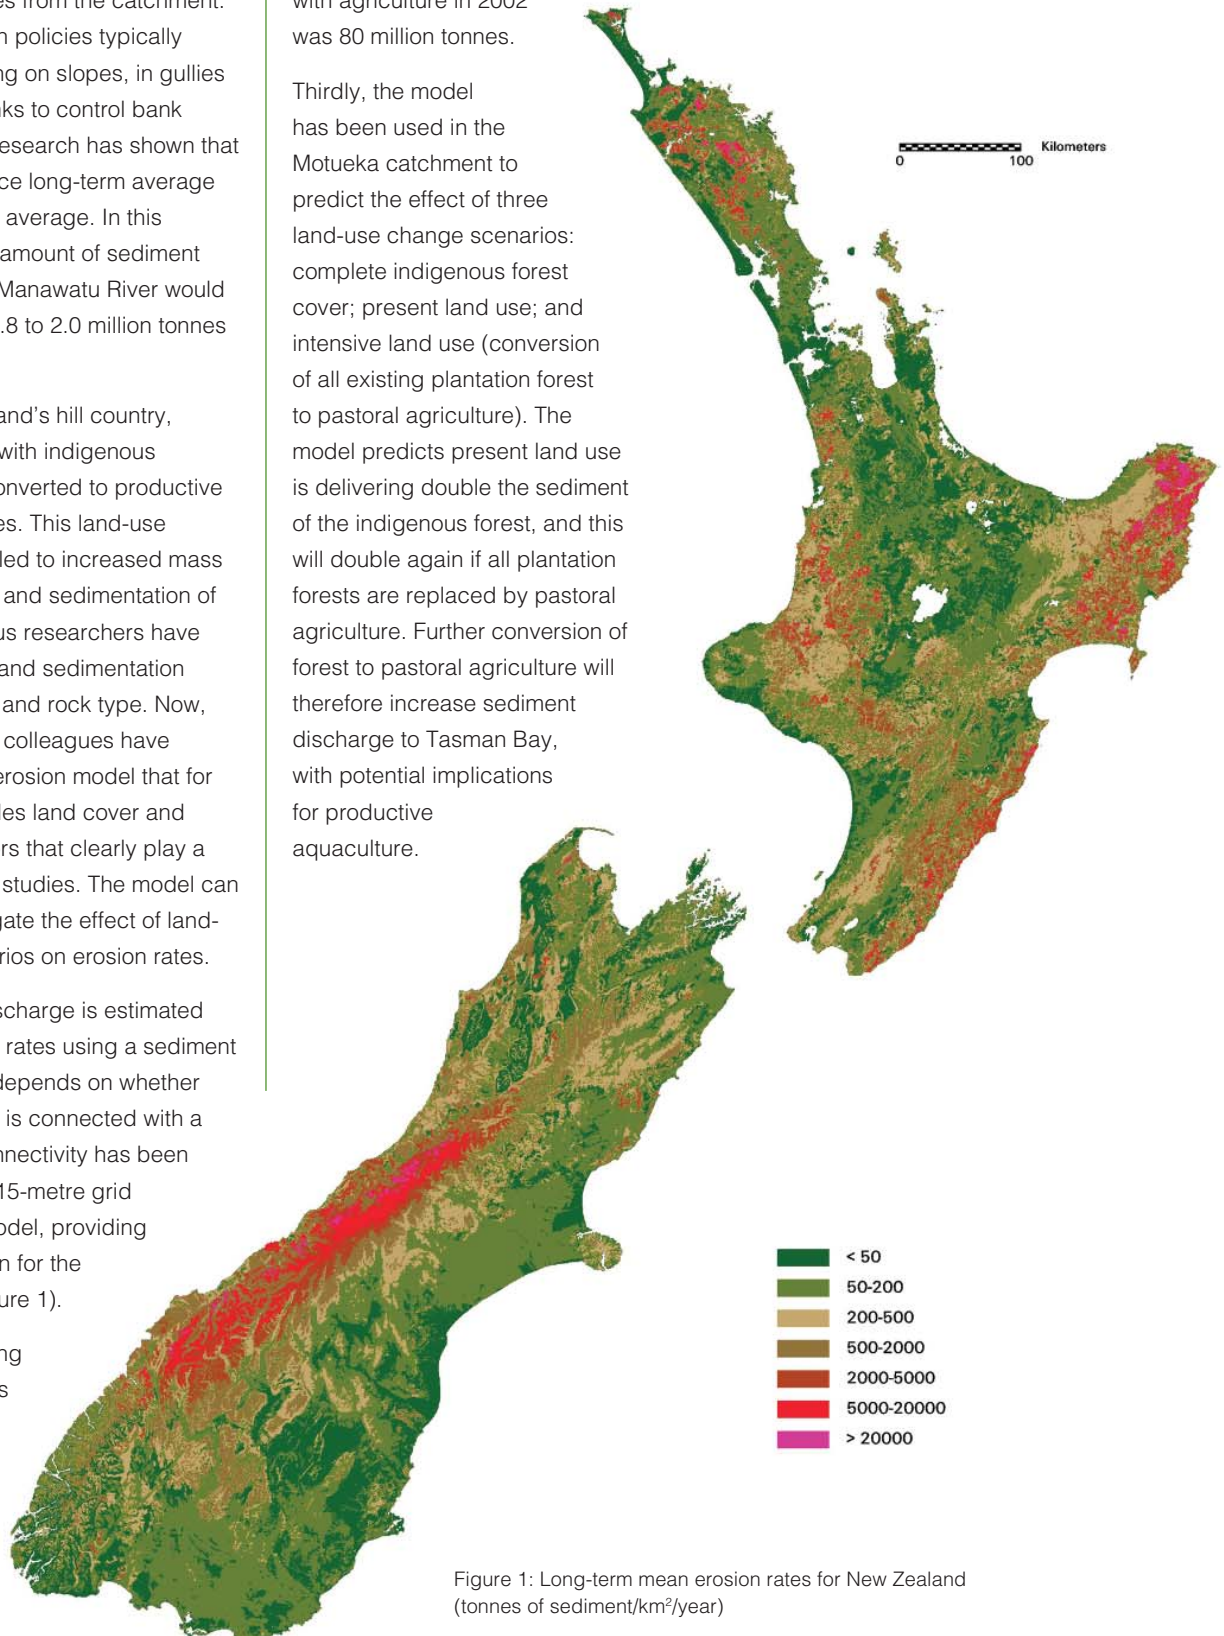 es from the catchment.
n policies typically
ng on slopes, in gullies
nks to control bank
esearch has shown that
ce long-term average
average. In this
amount of sediment
Manawatu River would
.8 to 2.0 million tonnes
and's hill country,
with indigenous
onverted to productive
es. This land-use
led to increased mass
and sedimentation of
us researchers have
and sedimentation
and rock type. Now,
colleagues have
erosion model that for
les land cover and
rs that clearly play a
studies. The model can
gate the effect of land-
rios on erosion rates.
scharge is estimated
rates using a sediment
depends on whether
is connected with a
nnectivity has been
15-metre grid
odel, providing
n for the
ure 1).
ng
s
with agriculture in 2002
was 80 million tonnes.
Thirdly, the model
has been used in the
Motueka catchment to
predict the effect of three
land-use change scenarios:
complete indigenous forest
cover; present land use; and
intensive land use (conversion
of all existing plantation forest
to pastoral agriculture). The
model predicts present land use
is delivering double the sediment
of the indigenous forest, and this
will double again if all plantation
forests are replaced by pastoral
agriculture. Further conversion of
forest to pastoral agriculture will
therefore increase sediment
discharge to Tasman Bay,
with potential implications
for productive
aquaculture.
Kilometers
0 100
< 50
50-200
200-500
500-2000
2000-5000
5000-20000
> 20000
Figure 1: Long-term mean erosion rates for New Zealand
(tonnes of sediment/km²/year)